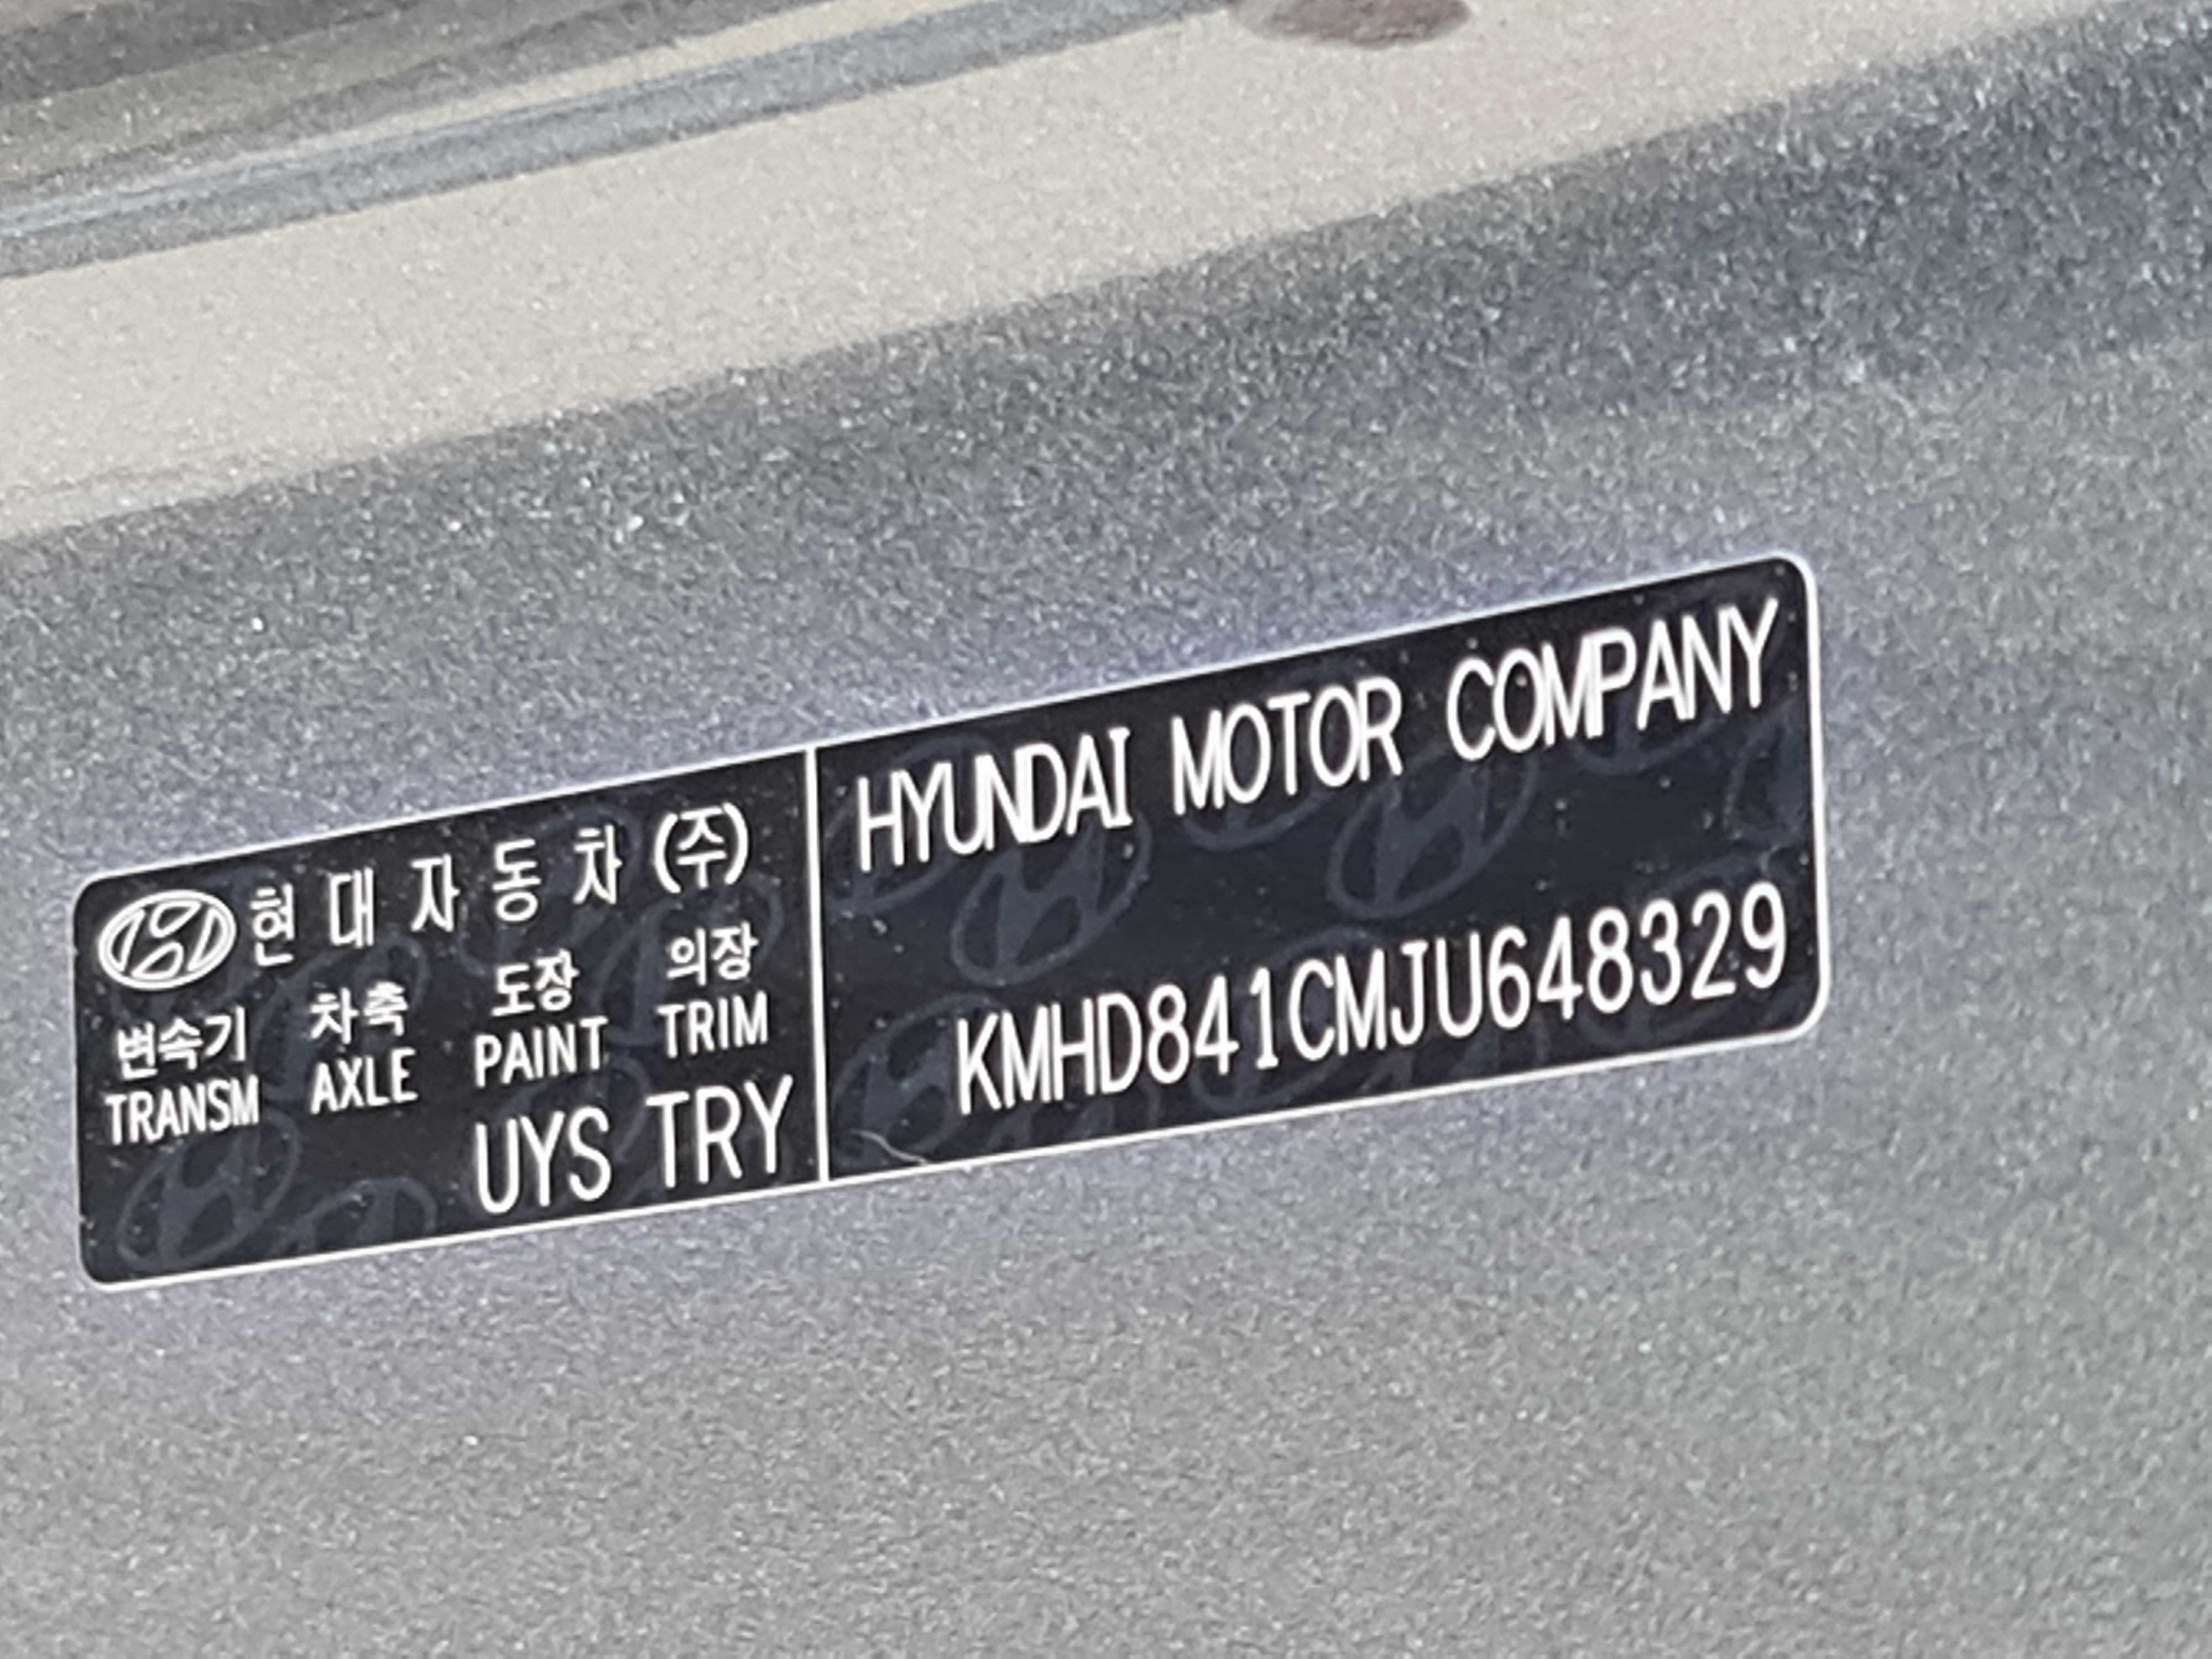 현대자동차(주)
변속기 차축 도장 의장
TRANSM AXLE PAINT TRIM
UYS TRY
HYUNDAI MOTOR COMPANY
KMHD841CMJU648329